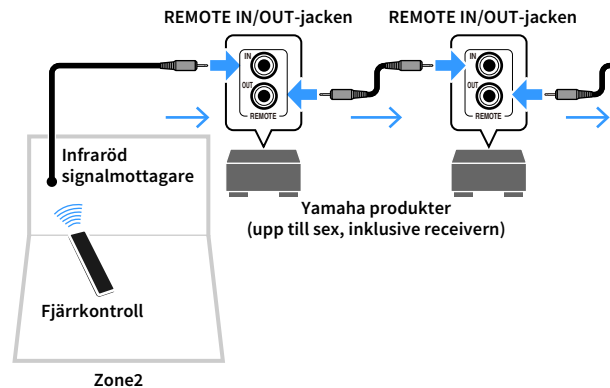 REMOTE IN/OUT-jacken
REMOTE IN/OUT-jacken
IN
OUT
REMOTE
IN
OUT
REMOTE
Infraröd
signalmottagare
Yamaha produkter
(upp till sex, inklusive receivern)
Fjärrkontroll
Zone2